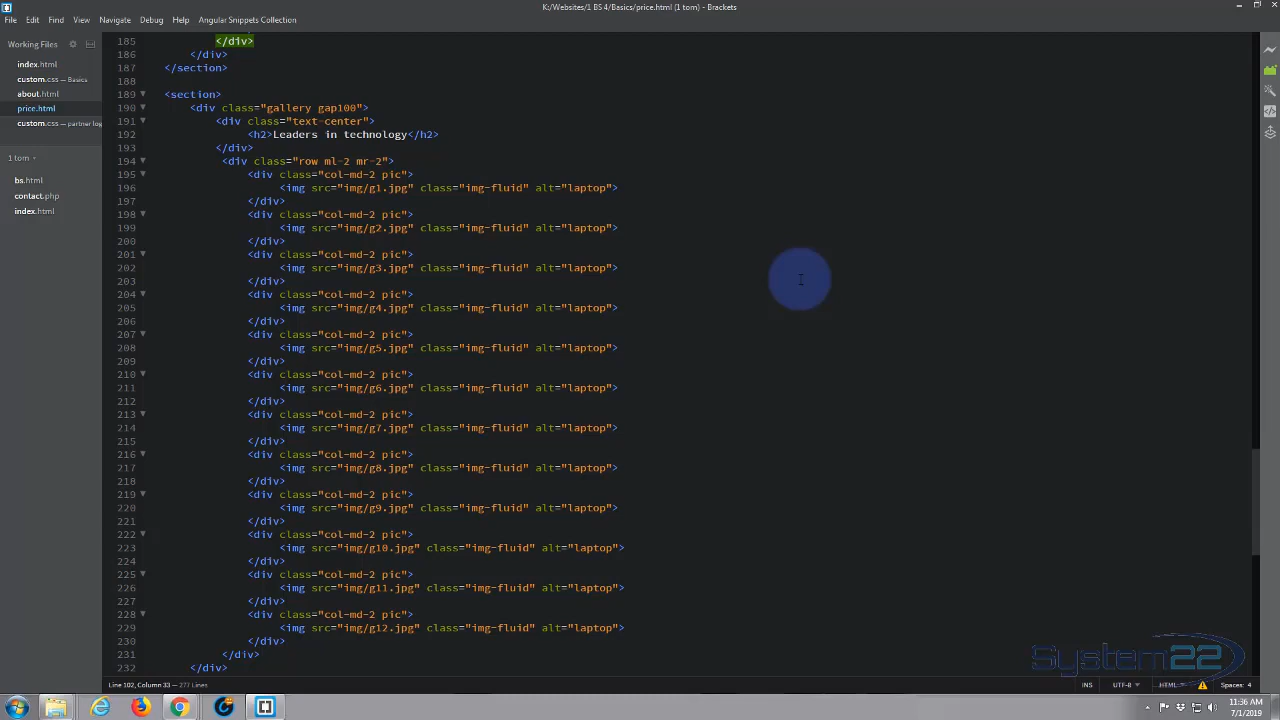 K:/Websites/1 BS 4/Basics/price.html (1 tom) - Brackets
File Edit Find View Navigate Debug Help Angular Snippets Collection
Working Files
index.html
custom.css — Basics
about.html
price.html
custom.css — partner log
1 tom
bs.html
contact.php
index.html
185 </div>
186 </div>
187 </section>
188
189 <section>
190 <div class="gallery gap100">
191 <div class="text-center">
192 <h2>Leaders in technology</h2>
193 </div>
194 <div class="row ml-2 mr-2">
195 <div class="col-md-2 pic">
196 <img src="img/g1.jpg" class="img-fluid" alt="laptop">
197 </div>
198 <div class="col-md-2 pic">
199 <img src="img/g2.jpg" class="img-fluid" alt="laptop">
200 </div>
201 <div class="col-md-2 pic">
202 <img src="img/g3.jpg" class="img-fluid" alt="laptop">
203 </div>
204 <div class="col-md-2 pic">
205 <img src="img/g4.jpg" class="img-fluid" alt="laptop">
206 </div>
207 <div class="col-md-2 pic">
208 <img src="img/g5.jpg" class="img-fluid" alt="laptop">
209 </div>
210 <div class="col-md-2 pic">
211 <img src="img/g6.jpg" class="img-fluid" alt="laptop">
212 </div>
213 <div class="col-md-2 pic">
214 <img src="img/g7.jpg" class="img-fluid" alt="laptop">
215 </div>
216 <div class="col-md-2 pic">
217 <img src="img/g8.jpg" class="img-fluid" alt="laptop">
218 </div>
219 <div class="col-md-2 pic">
220 <img src="img/g9.jpg" class="img-fluid" alt="laptop">
221 </div>
222 <div class="col-md-2 pic">
223 <img src="img/g10.jpg" class="img-fluid" alt="laptop">
224 </div>
225 <div class="col-md-2 pic">
226 <img src="img/g11.jpg" class="img-fluid" alt="laptop">
227 </div>
228 <div class="col-md-2 pic">
229 <img src="img/g12.jpg" class="img-fluid" alt="laptop">
230 </div>
231 </div>
232 </div>
System22
Line 102, Column 33 — 277 Lines
INS UTF-8 HTML Spaces: 4
11:36 AM
7/1/2019